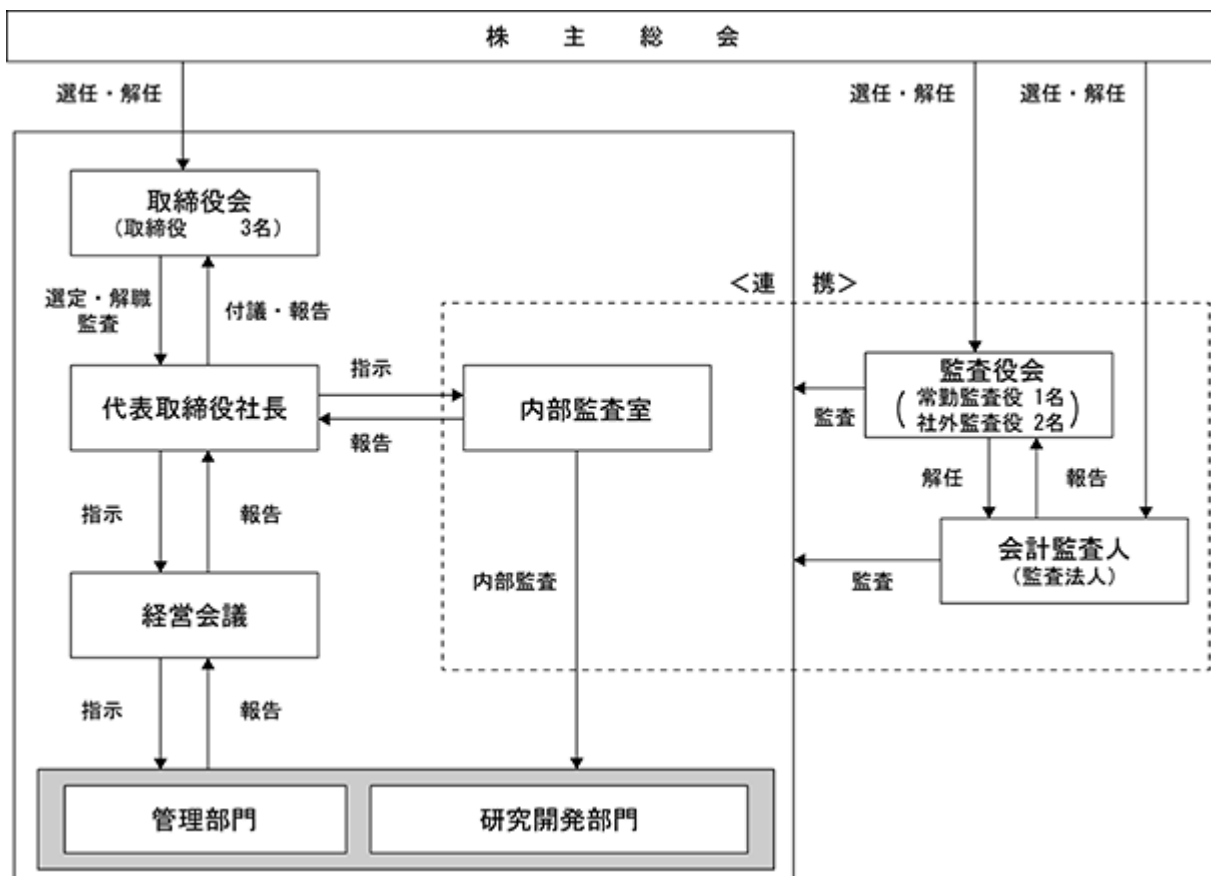 株主総会
選任・解任
選任・解任
選任・解任
取締役会
(取締役 3名)
<連携>
選定・解職
監査
付議・報告
代表取締役社長
指示
報告
内部監査室
監査役会
(常勤監査役 1名
社外監査役 2名)
監査
解任
報告
指示
報告
会計監査人
(監査法人)
監査
経営会議
内部監査
指示
報告
管理部門
研究開発部門